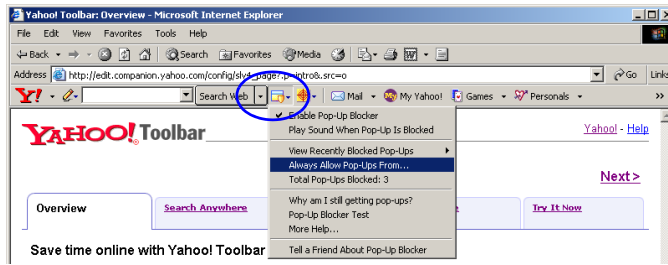 Yahoo! Toolbar: Overview - Microsoft Internet Explorer
File Edit View Favorites Tools Help
Back Search Favorites Media
Address http://edit.companion.yahoo.com/config/slv4_page?.p=intro&.src=o Go Links
Y! Search Web Mail My Yahoo! Games Personals »
Enable Pop-Up Blocker
Play Sound When Pop-Up Is Blocked
View Recently Blocked Pop-Ups
Always Allow Pop-Ups From...
Total Pop-Ups Blocked: 3
Why am I still getting pop-ups?
Pop-Up Blocker Test
More Help...
Tell a Friend About Pop-Up Blocker
YAHOO! Toolbar
Yahoo! - Help
Next >
Overview Search Anywhere Try It Now
Save time online with Yahoo! Toolbar